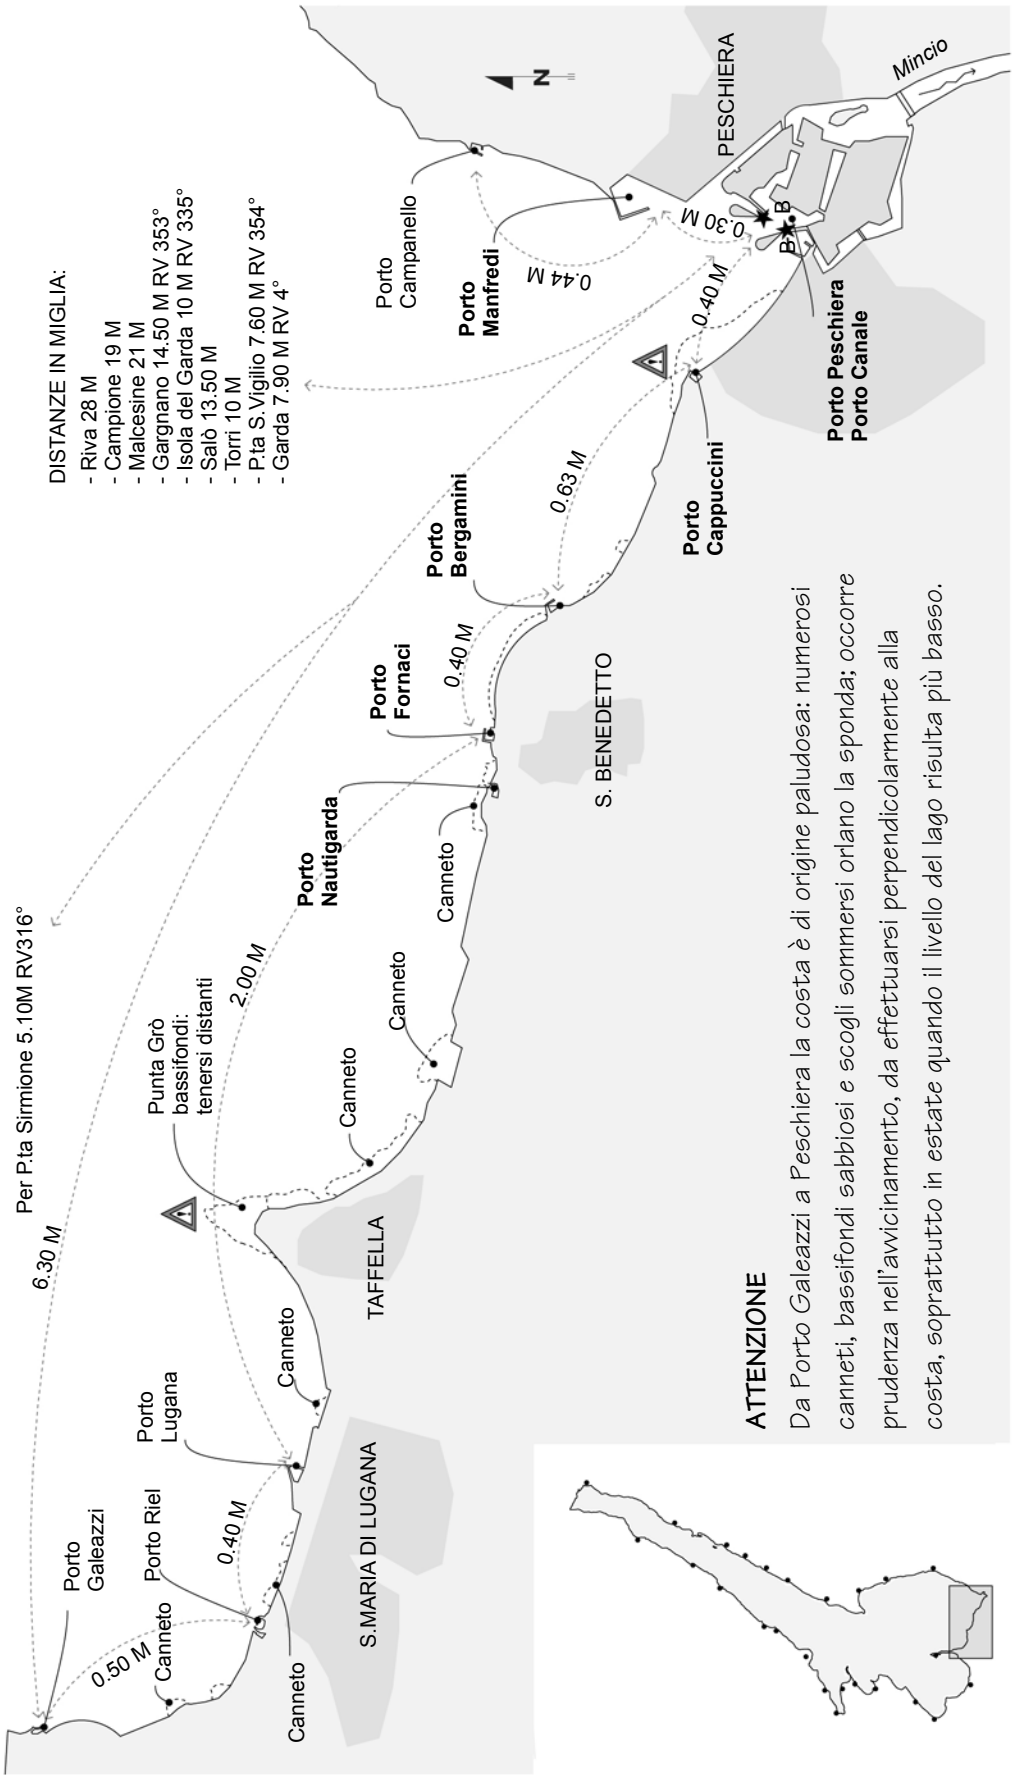 Per P.ta Sirmione 5.10M RV316°
6.30 M
DISTANZE IN MIGLIA:
- Riva 28 M
- Campione 19 M
- Malcesine 21 M
- Gargnano 14.50 M RV 353°
- Isola del Garda 10 M RV 335°
- Salò 13.50 M
- Torri 10 M
- P.ta S.Vigilio 7.60 M RV 354°
- Garda 7.90 M RV 4°
N
Porto
Galeazzi
0.50 M
Canneto
Porto Riel
Canneto
0.40 M
Porto
Lugana
Canneto
S.MARIA DI LUGANA
Punta Grò
bassifondi:
tenersi distanti
TAFFELLA
2.00 M
Canneto
Canneto
Canneto
Porto
Nautigarda
Porto
Fornaci
0.40 M
S. BENEDETTO
Porto
Bergamini
0.63 M
Porto
Cappuccini
0.40 M
Porto
Campanello
0.44 M
Porto
Manfredi
0.30 M
PESCHIERA
B
B
Mincio
Porto Peschiera
Porto Canale
ATTENZIONE
Da Porto Galeazzi a Peschiera la costa è di origine paludosa: numerosi
canneti, bassifondi sabbiosi e scogli sommersi orlano la sponda; occorre
prudenza nell'avvicinamento, da effettuarsi perpendicolarmente alla
costa, soprattutto in estate quando il livello del lago risulta più basso.